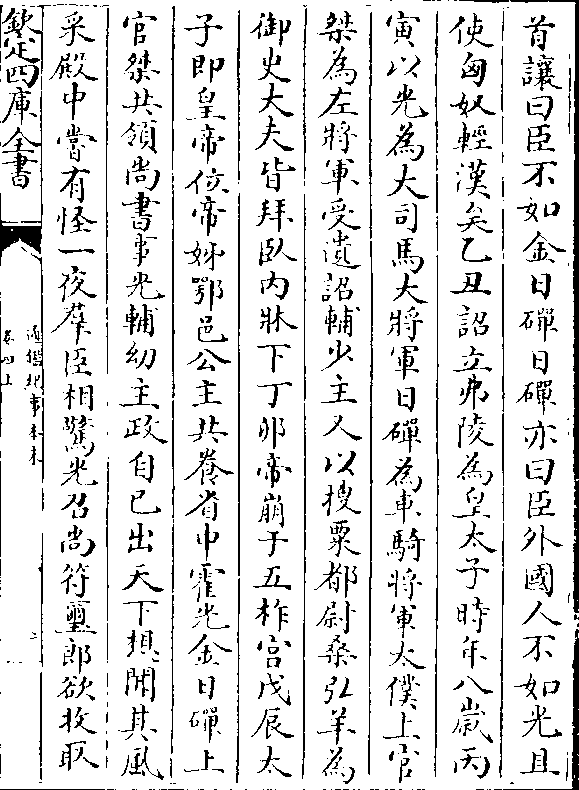 首讓曰臣不如金日磾日磾亦曰臣外國人不如光且
使匈奴輕漢矣乙丑詔立弗陵為皇太子時年八歲丙
寅以光為大司馬大將軍日磾為車騎將軍太僕上官
桀為左將軍受遺詔輔少主又以搜粟都尉桑弘羊為
御史大夫皆拜臥內牀下丁卯帝崩于五柞宮戊辰太
子即皇帝位帝姊鄂邑公主共養省中霍光金日磾上
官桀共領尚書事光輔幼主政自己出天下想聞其風
采殿中嘗有怪一夜羣臣相驚光召尚符璽郎欲收取
欽定四庫全書
通鑑紀事本末
卷四上